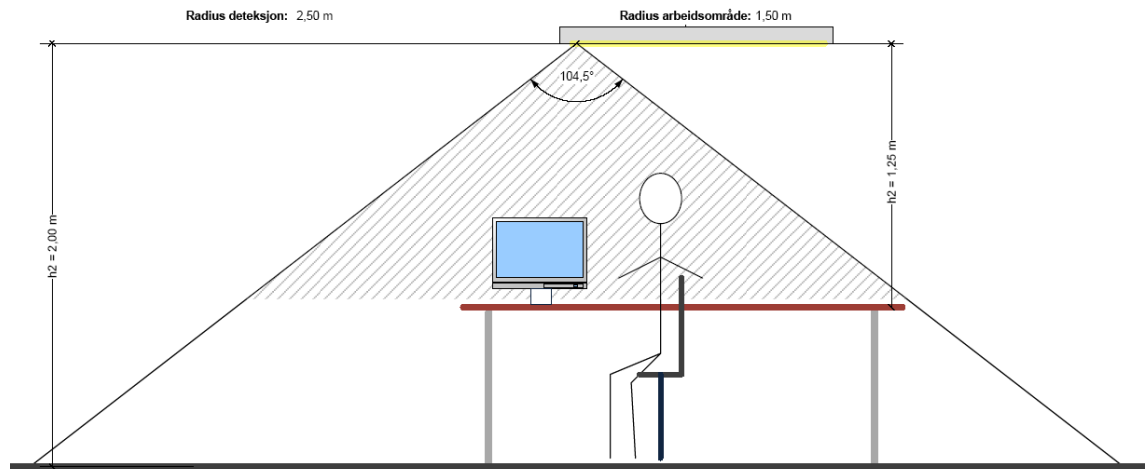 Radius deteksjon: 2,50 m
Radius arbeidsområde: 1,50 m
104,5°
h2 = 1,25 m
h2 = 2,00 m